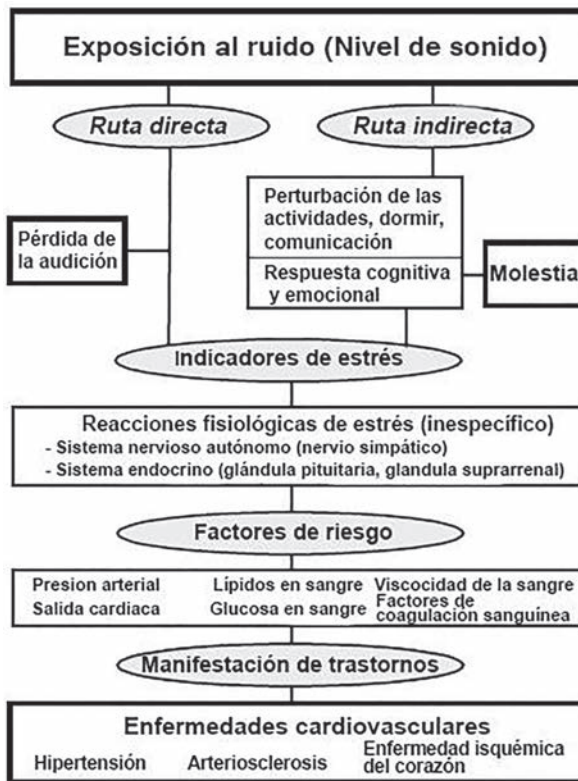 Exposición al ruido (Nivel de sonido)
Ruta directa
Ruta indirecta
Pérdida de
la audición
Perturbación de las
actividades, dormir,
comunicación
Respuesta cognitiva
y emocional
Molestia
Indicadores de estrés
Reacciones fisiológicas de estrés (inespecífico)
- Sistema nervioso autónomo (nervio simpático)
- Sistema endocrino (glándula pituitaria, glandula suprarrenal)
Factores de riesgo
Presion arterial
Lípidos en sangre
Viscocidad de la sangre
Salida cardiaca
Glucosa en sangre
Factores de
coagulación sanguínea
Manifestación de trastornos
Enfermedades cardiovasculares
Hipertensión
Arteriosclerosis
Enfermedad isquémica
del corazón